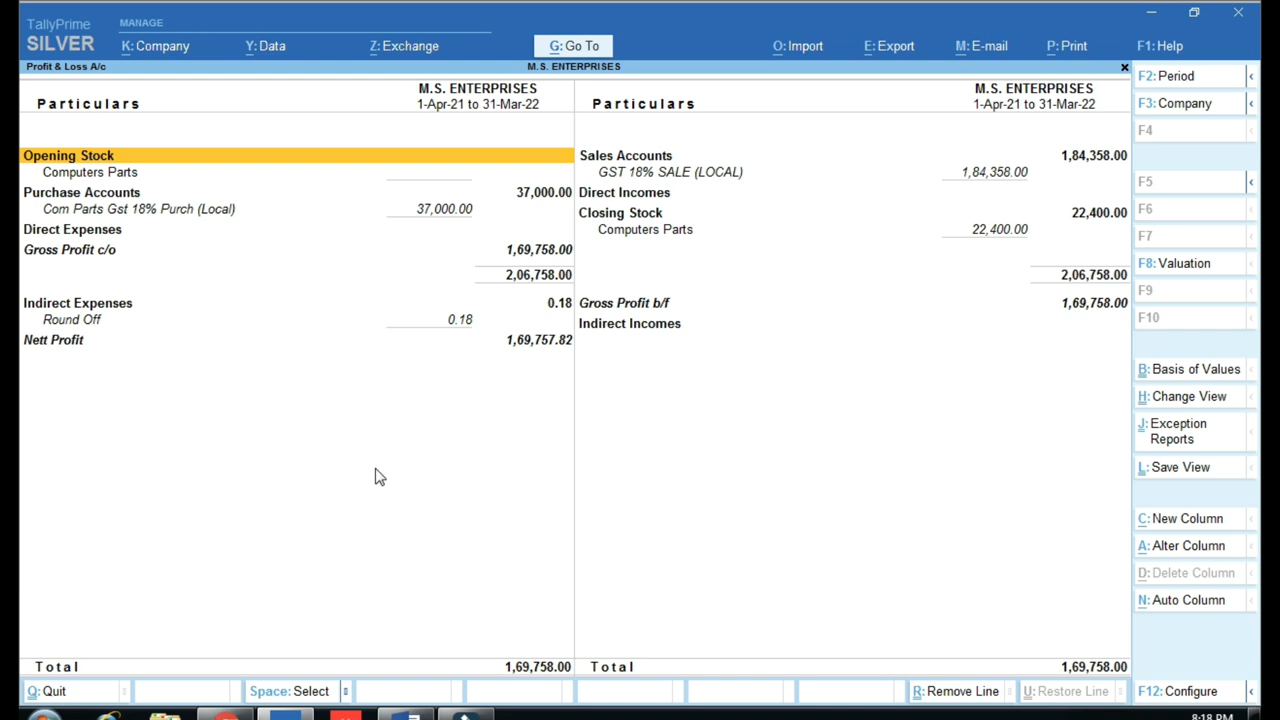 TallyPrime
MANAGE
SILVER
K: Company
Y: Data
Z: Exchange
G: Go To
O: Import
E: Export
M: E-mail
P: Print
F1: Help
Profit & Loss A/c
M.S. ENTERPRISES
Particulars
M.S. ENTERPRISES
1-Apr-21 to 31-Mar-22
Opening Stock
Computers Parts
Purchase Accounts 37,000.00
Com Parts Gst 18% Purch (Local) 37,000.00
Direct Expenses
Gross Profit c/o 1,69,758.00
2,06,758.00
Indirect Expenses 0.18
Round Off 0.18
Nett Profit 1,69,757.82
Total 1,69,758.00
Particulars
M.S. ENTERPRISES
1-Apr-21 to 31-Mar-22
Sales Accounts 1,84,358.00
GST 18% SALE (LOCAL) 1,84,358.00
Direct Incomes
Closing Stock 22,400.00
Computers Parts 22,400.00
2,06,758.00
Gross Profit b/f 1,69,758.00
Indirect Incomes
Total 1,69,758.00
F2: Period
F3: Company
F4
F5
F6
F7
F8: Valuation
F9
F10
B: Basis of Values
H: Change View
J: Exception
Reports
L: Save View
C: New Column
A: Alter Column
D: Delete Column
N: Auto Column
Q: Quit
Space: Select
R: Remove Line
U: Restore Line
F12: Configure
8:18 PM